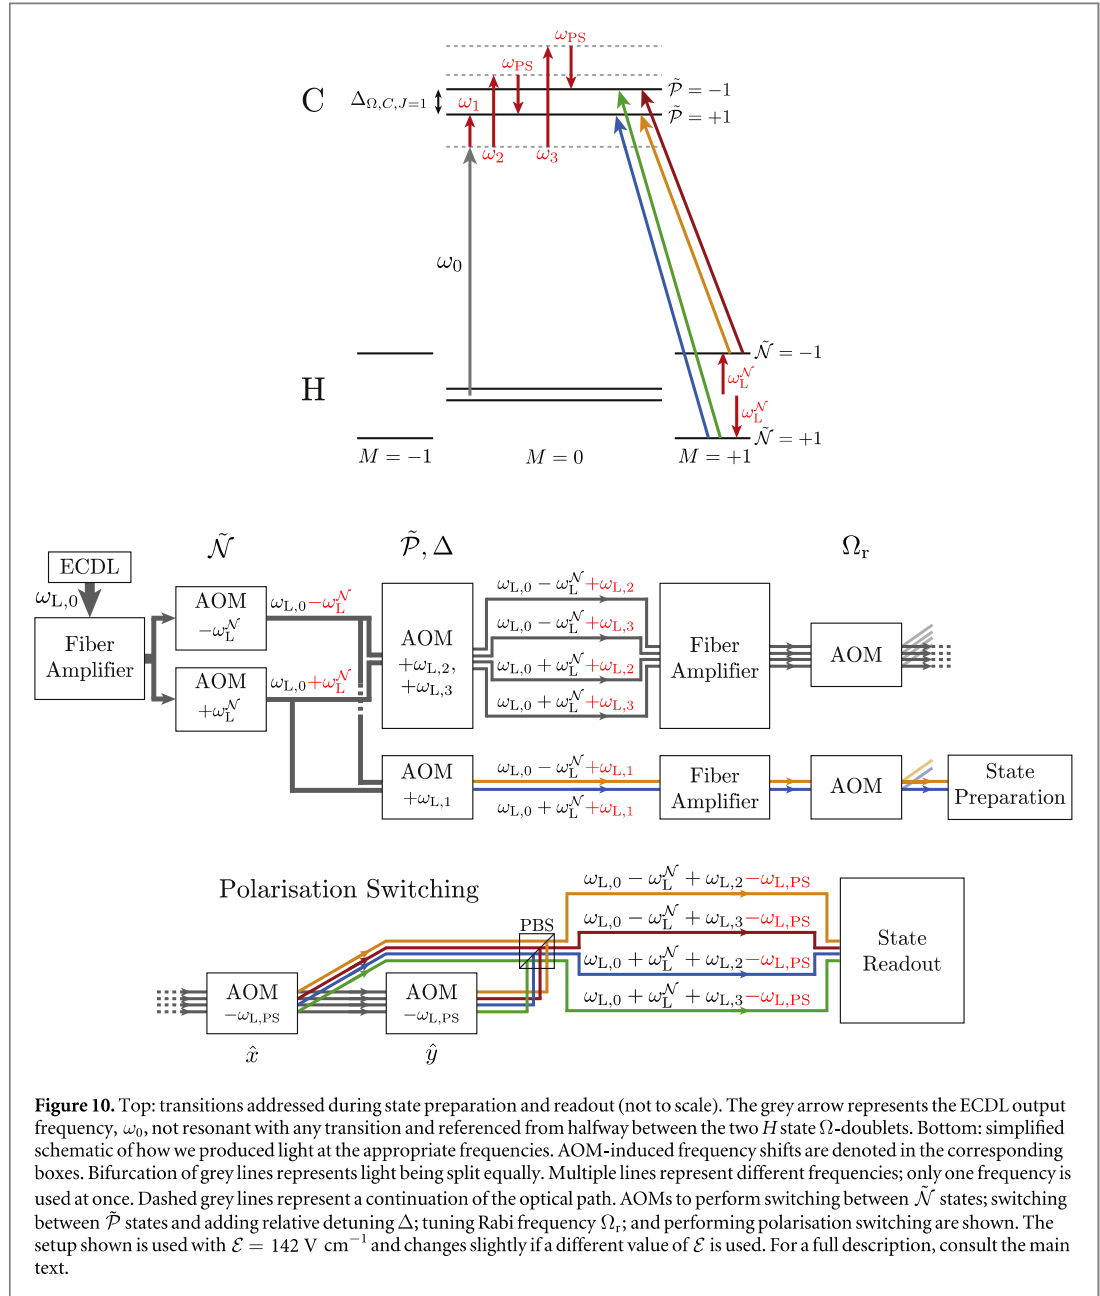 ω_PS
ω_PS
C
Δ_Ω,C,J=1
ω_1
ω_2
ω_3
P̃ = −1
P̃ = +1
ω_0
H
Ñ = −1
ω_L^N
ω_L^N
Ñ = +1
M = −1
M = 0
M = +1
Ñ
P̃, Δ
Ω_r
ECDL
ω_L,0
Fiber
Amplifier
AOM
−ω_L^N
ω_L,0−ω_L^N
AOM
+ω_L^N
ω_L,0+ω_L^N
AOM
+ω_L,2,
+ω_L,3
ω_L,0 − ω_L^N+ω_L,2
ω_L,0 − ω_L^N+ω_L,3
ω_L,0 + ω_L^N+ω_L,2
ω_L,0 + ω_L^N+ω_L,3
Fiber
Amplifier
AOM
AOM
+ω_L,1
ω_L,0 − ω_L^N+ω_L,1
ω_L,0 + ω_L^N+ω_L,1
Fiber
Amplifier
AOM
State
Preparation
Polarisation Switching
AOM
−ω_L,PS
x̂
AOM
−ω_L,PS
ŷ
PBS
ω_L,0 − ω_L^N + ω_L,2−ω_L,PS
ω_L,0 − ω_L^N + ω_L,3−ω_L,PS
ω_L,0 + ω_L^N + ω_L,2−ω_L,PS
ω_L,0 + ω_L^N + ω_L,3−ω_L,PS
State
Readout
Figure 10. Top: transitions addressed during state preparation and readout (not to scale). The grey arrow represents the ECDL output
frequency, ω_0, not resonant with any transition and referenced from halfway between the two H state Ω-doublets. Bottom: simplified
schematic of how we produced light at the appropriate frequencies. AOM-induced frequency shifts are denoted in the corresponding
boxes. Bifurcation of grey lines represents light being split equally. Multiple lines represent different frequencies; only one frequency is
used at once. Dashed grey lines represent a continuation of the optical path. AOMs to perform switching between Ñ states; switching
between P̃ states and adding relative detuning Δ; tuning Rabi frequency Ω_r; and performing polarisation switching are shown. The
setup shown is used with ℰ = 142 V cm⁻¹ and changes slightly if a different value of ℰ is used. For a full description, consult the main
text.